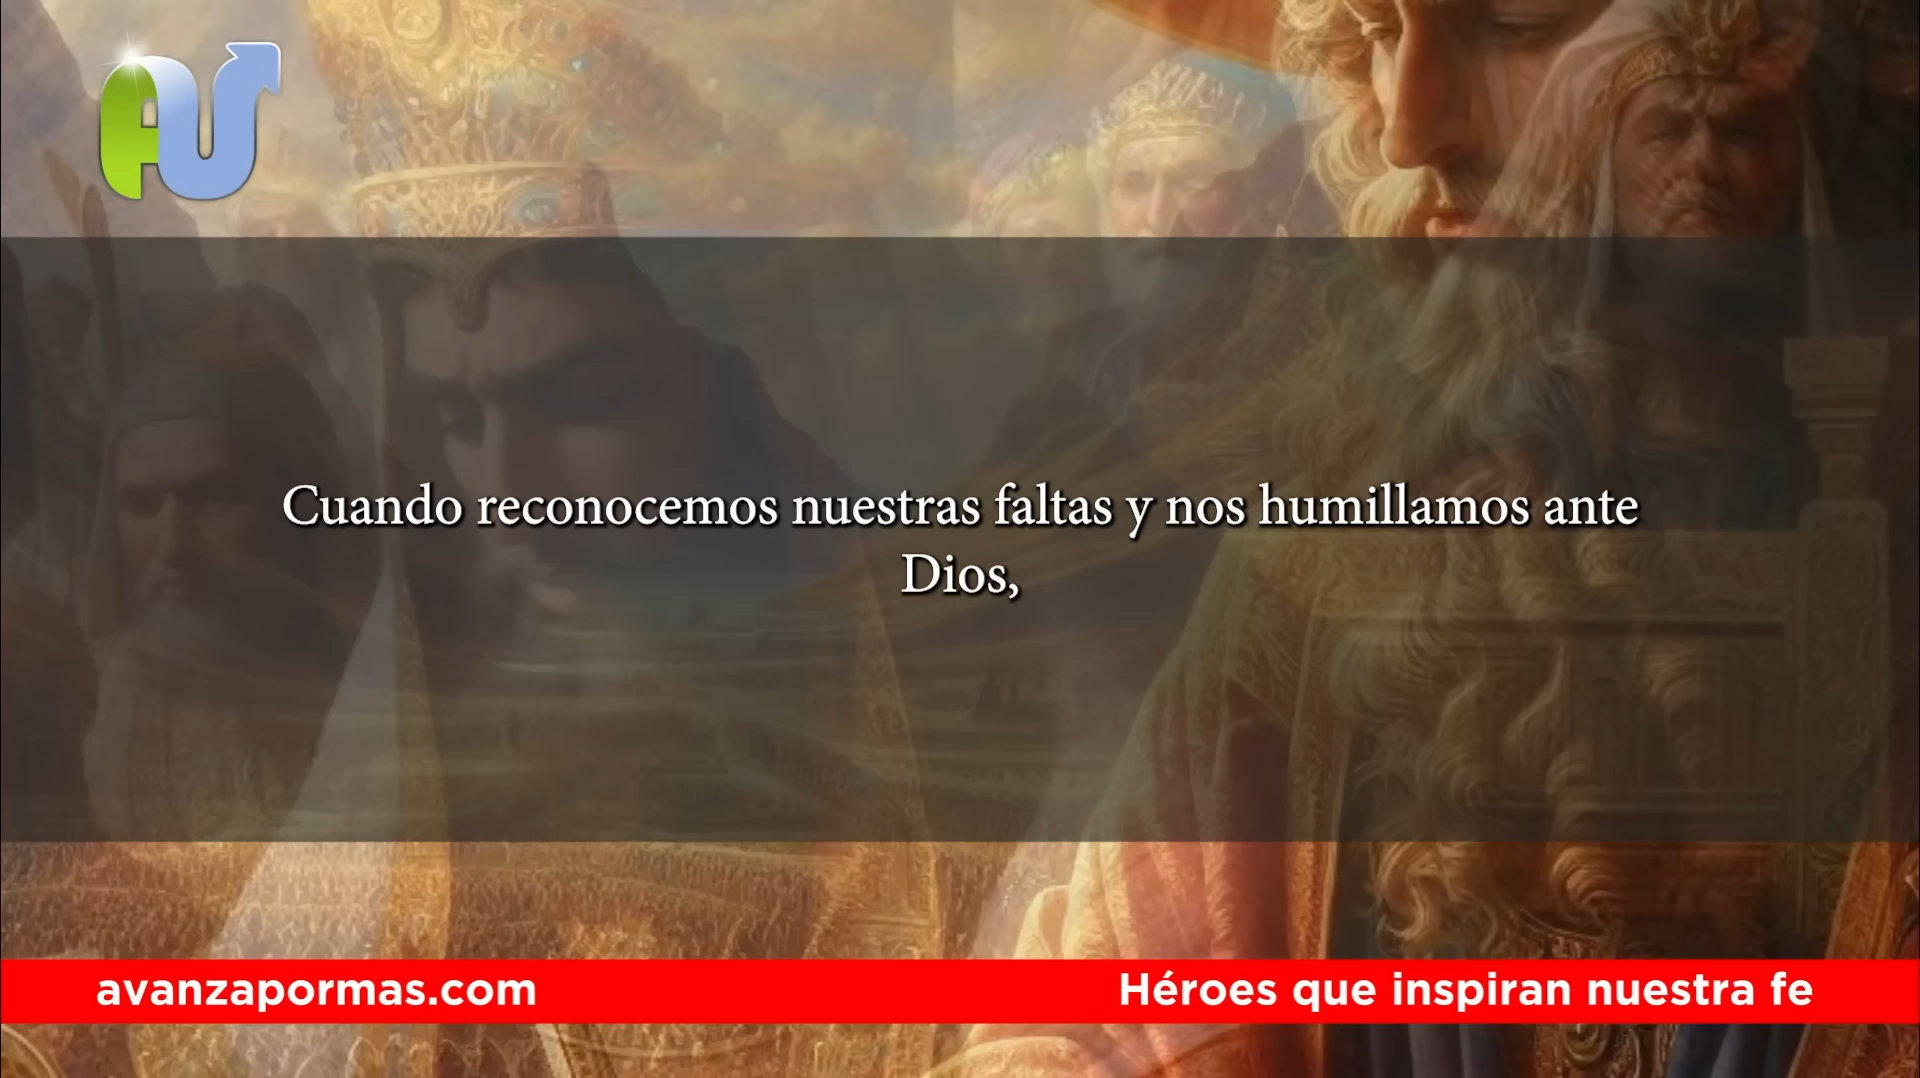 Cuando reconocemos nuestras faltas y nos humillamos ante
Dios,
avanzapormas.com
Héroes que inspiran nuestra fe